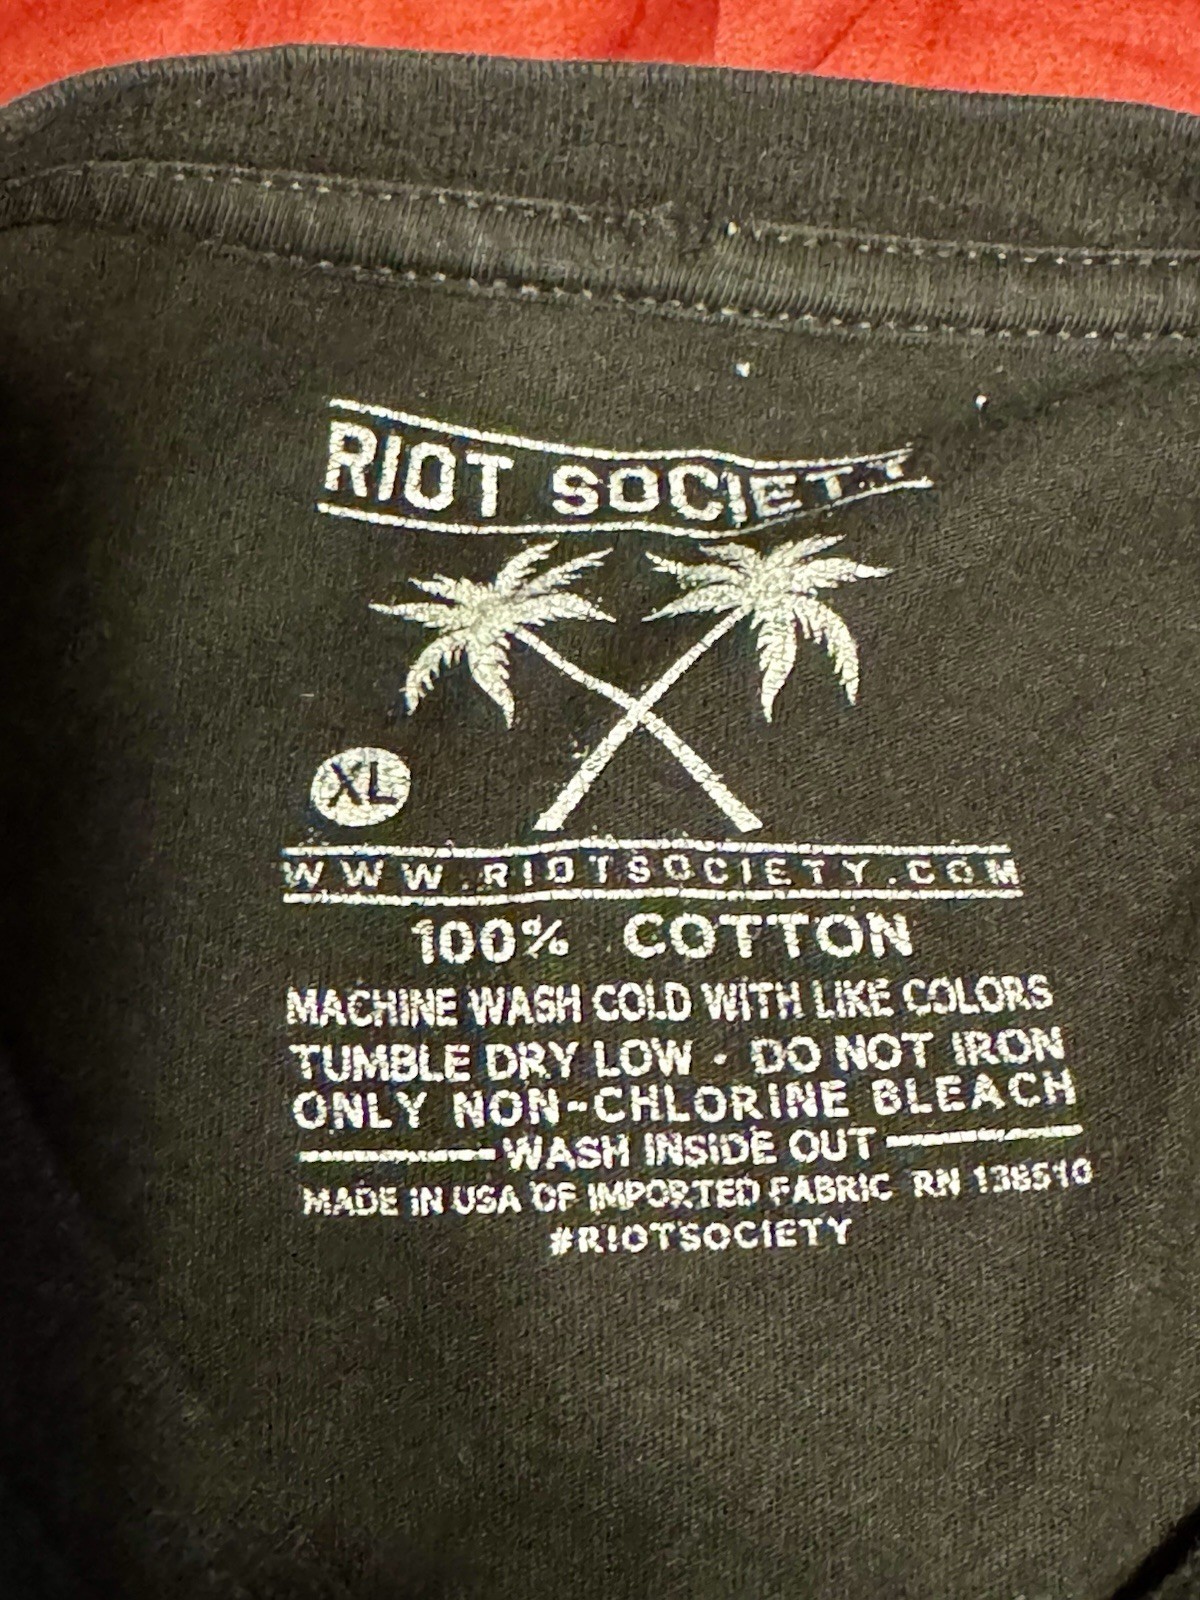 RIOT SOCIETY
XL
WWW.RIOTSOCIETY.COM
100% COTTON
MACHINE WASH COLD WITH LIKE COLORS
TUMBLE DRY LOW · DO NOT IRON
ONLY NON-CHLORINE BLEACH
WASH INSIDE OUT
MADE IN USA OF IMPORTED FABRIC RN 138510
#RIOTSOCIETY